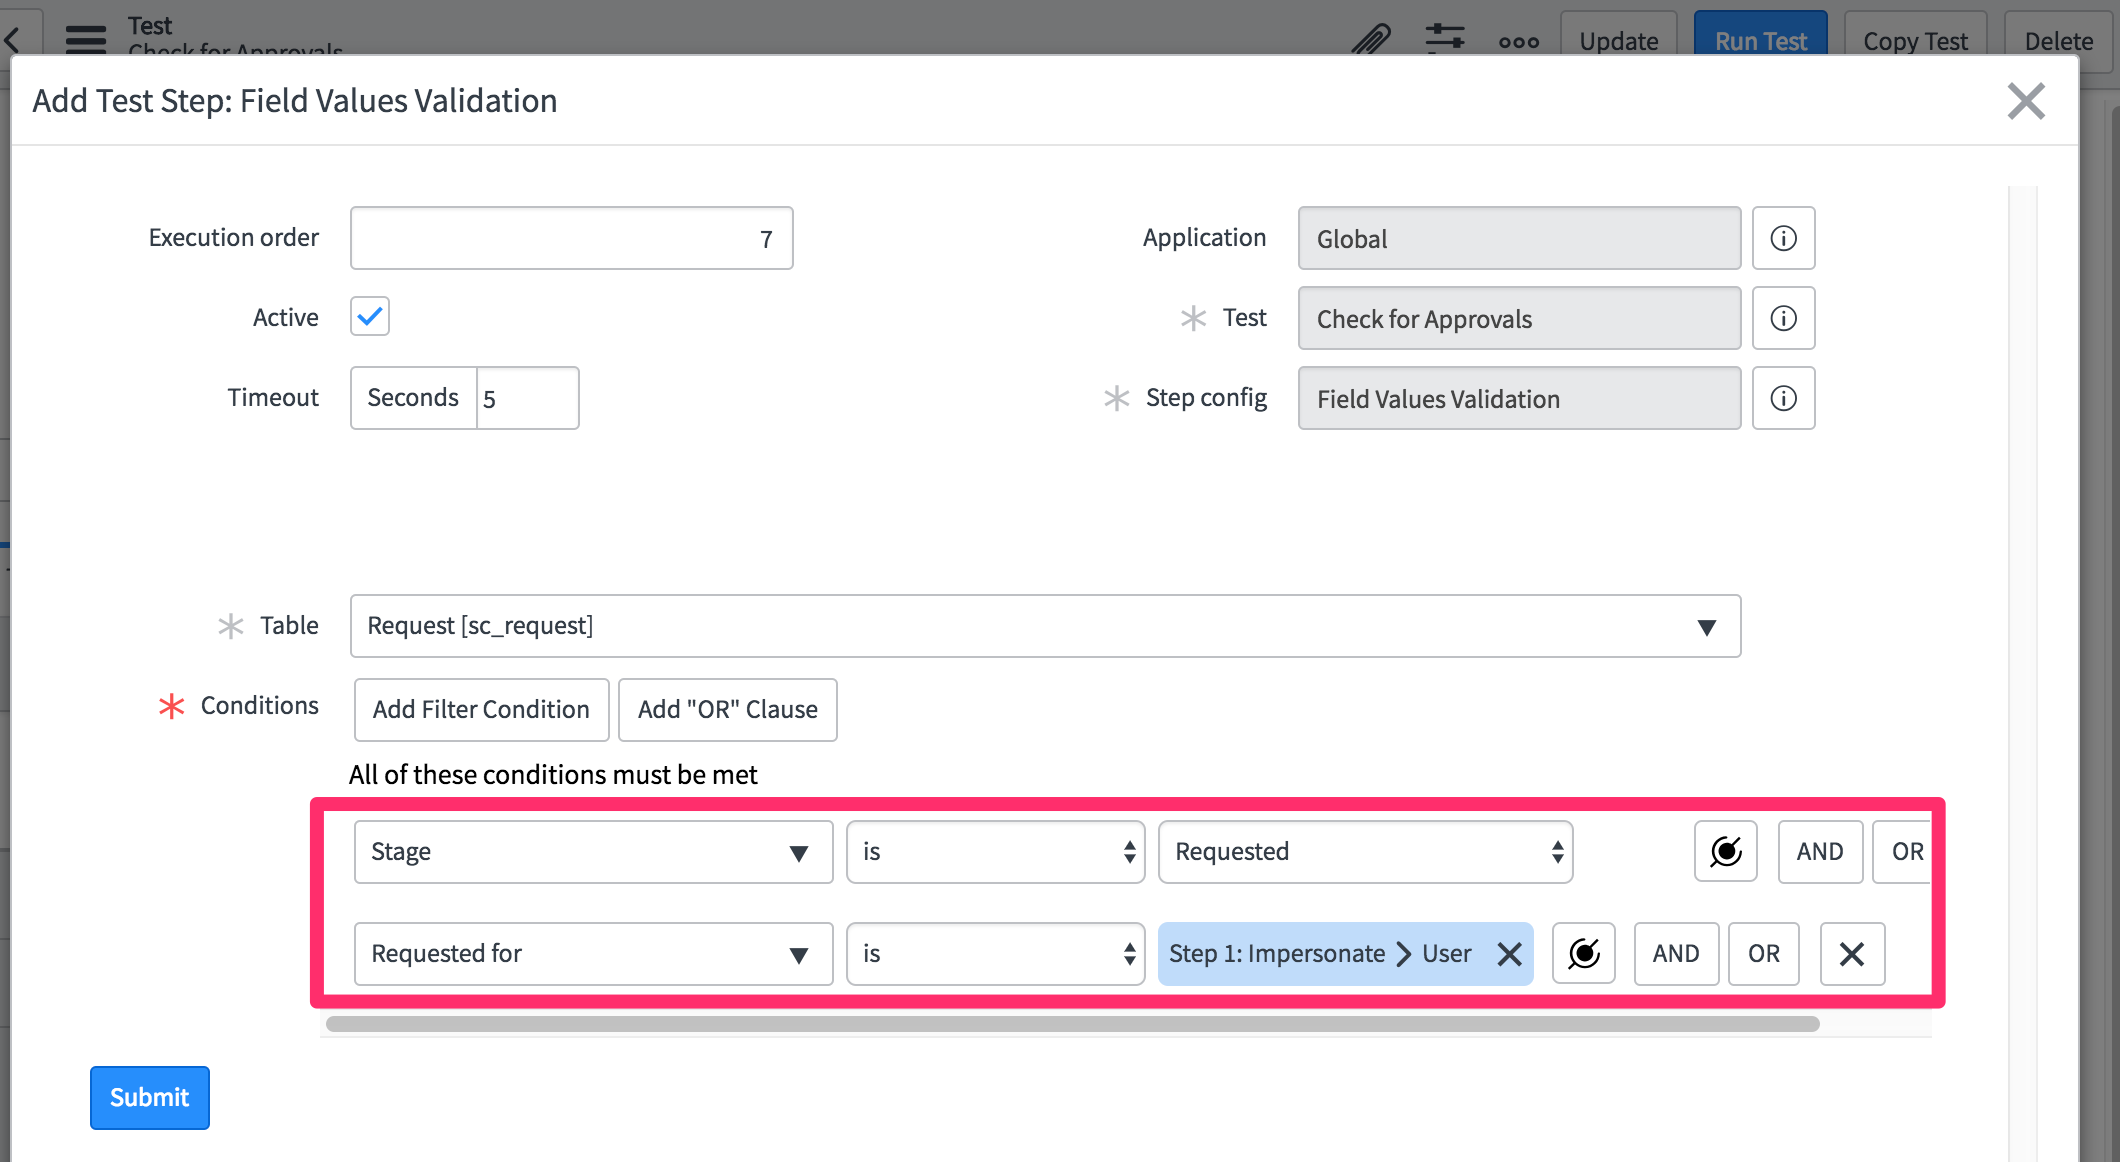 Test
Check for Approvals
Update
Run Test
Copy Test
Delete
Add Test Step: Field Values Validation
Execution order
7
Application
Global
Active
Test
Check for Approvals
Timeout
Seconds
5
Step config
Field Values Validation
Table
Request [sc_request]
Conditions
Add Filter Condition
Add "OR" Clause
All of these conditions must be met
Stage
is
Requested
AND
OR
Requested for
is
Step 1: Impersonate > User
AND
OR
Submit